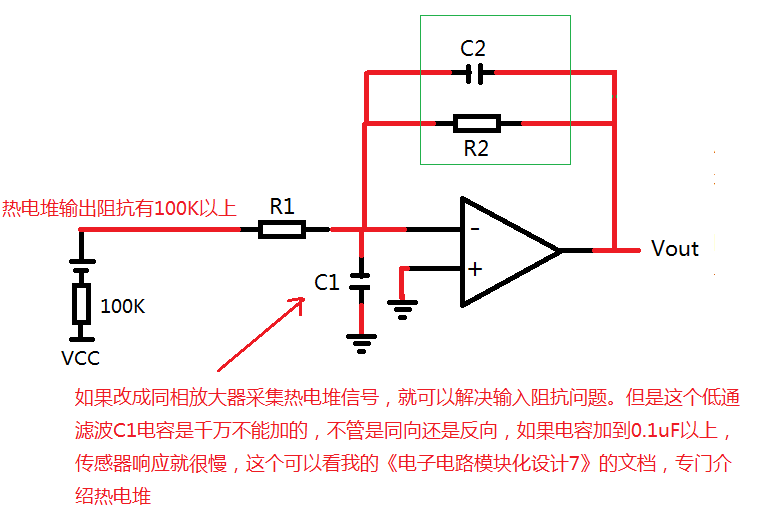 C2
R2
热电堆输出阻抗有100K以上
R1
-
+
Vout
C1
100K
VCC
如果改成同相放大器采集热电堆信号，就可以解决输入阻抗问题。但是这个低通
滤波C1电容是千万不能加的，不管是同向还是反向，如果电容加到0.1uF以上，
传感器响应就很慢，这个可以看我的《电子电路模块化设计7》的文档，专门介
绍热电堆